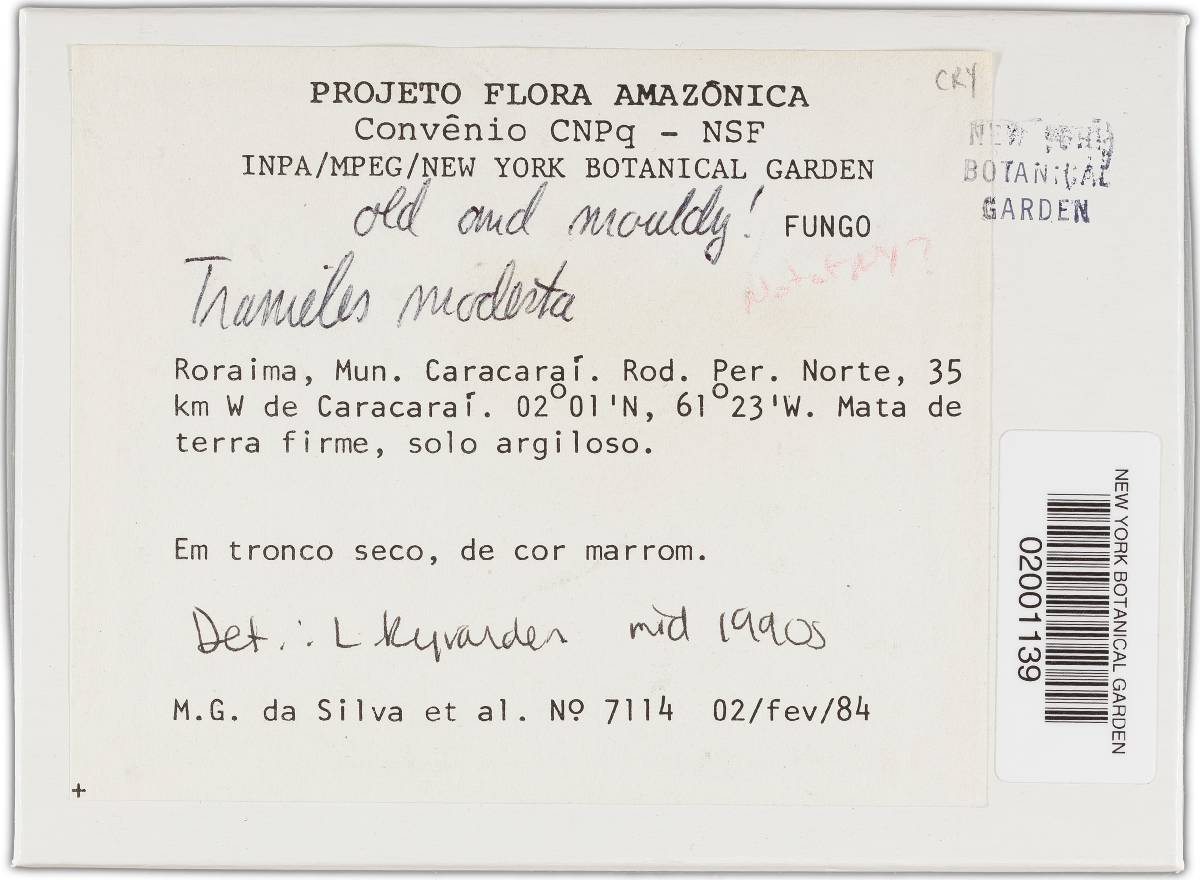 CRY
PROJETO FLORA AMAZÔNICA
Convênio CNPq - NSF
INPA/MPEG/NEW YORK BOTANICAL GARDEN
NEW YORK
BOTANICAL
GARDEN
old and mouldy! FUNGO
Not at NY?
Trametes modesta
Roraima, Mun. Caracaraí. Rod. Per. Norte, 35
km W de Caracaraí. 02°01'N, 61°23'W. Mata de
terra firme, solo argiloso.
Em tronco seco, de cor marrom.
Det.: L Ryvarden mid 1990s
M.G. da Silva et al. Nº 7114 02/fev/84
+
NEW YORK BOTANICAL GARDEN
02001139